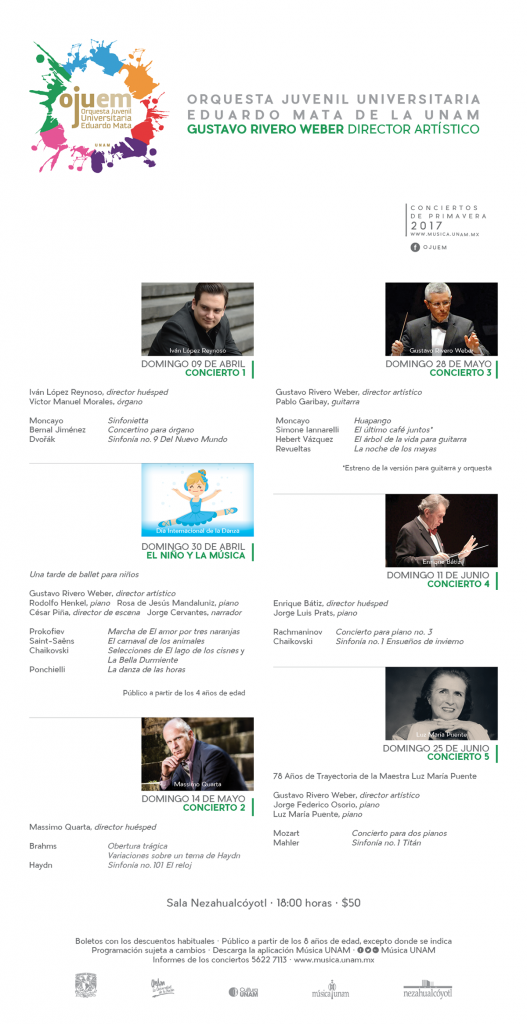 ojuem
Orquesta Juvenil
Universitaria
Eduardo Mata
UNAM
ORQUESTA JUVENIL UNIVERSITARIA
EDUARDO MATA DE LA UNAM
GUSTAVO RIVERO WEBER DIRECTOR ARTÍSTICO
CONCIERTOS
DE PRIMAVERA
2017
WWW.MUSICA.UNAM.MX
OJUEM
Iván López Reynoso
DOMINGO 09 DE ABRIL
CONCIERTO 1
Iván López Reynoso, director huésped
Víctor Manuel Morales, órgano
Moncayo Sinfonietta
Bernal Jiménez Concertino para órgano
Dvořák Sinfonía no. 9 Del Nuevo Mundo
Día Internacional de la Danza
DOMINGO 30 DE ABRIL
EL NIÑO Y LA MÚSICA
Una tarde de ballet para niños
Gustavo Rivero Weber, director artístico
Rodolfo Henkel, piano Rosa de Jesús Mandaluniz, piano
César Piña, director de escena Jorge Cervantes, narrador
Prokofiev Marcha de El amor por tres naranjas
Saint-Saëns El carnaval de los animales
Chaikovski Selecciones de El lago de los cisnes y
La Bella Durmiente
Ponchielli La danza de las horas
Público a partir de los 4 años de edad
Massimo Quarta
DOMINGO 14 DE MAYO
CONCIERTO 2
Massimo Quarta, director huésped
Brahms Obertura trágica
Variaciones sobre un tema de Haydn
Haydn Sinfonía no. 101 El reloj
Gustavo Rivero Weber
DOMINGO 28 DE MAYO
CONCIERTO 3
Gustavo Rivero Weber, director artístico
Pablo Garibay, guitarra
Moncayo Huapango
Simone Iannarelli El último café juntos*
Hebert Vázquez El árbol de la vida para guitarra
Revueltas La noche de los mayas
*Estreno de la versión para guitarra y orquesta
Enrique Bátiz
DOMINGO 11 DE JUNIO
CONCIERTO 4
Enrique Bátiz, director huésped
Jorge Luis Prats, piano
Rachmaninov Concierto para piano no. 3
Chaikovski Sinfonía no. 1 Ensueños de invierno
Luz María Puente
DOMINGO 25 DE JUNIO
CONCIERTO 5
78 Años de Trayectoria de la Maestra Luz María Puente
Gustavo Rivero Weber, director artístico
Jorge Federico Osorio, piano
Luz María Puente, piano
Mozart Concierto para dos pianos
Mahler Sinfonía no. 1 Titán
Sala Nezahualcóyotl · 18:00 horas · $50
Boletos con los descuentos habituales · Público a partir de los 8 años de edad, excepto donde se indica
Programación sujeta a cambios · Descarga la aplicación Música UNAM · Música UNAM
Informes de los conciertos 5622 7113 · www.musica.unam.mx
Cultura
UNAM
música unam
nezahualcóyotl